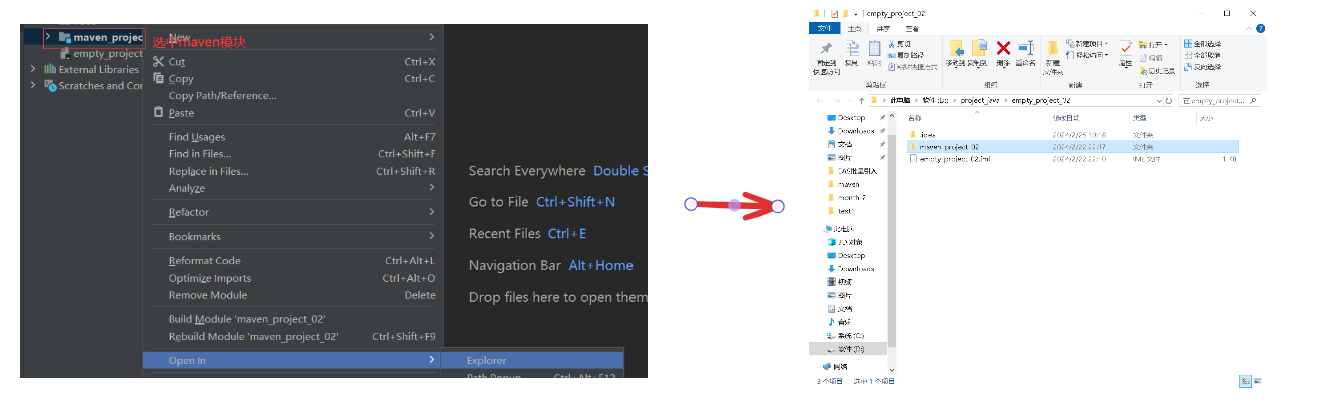 maven_projec
选中maven模块
empty_project
External Libraries
Scratches and Con
New
Cut Ctrl+X
Copy Ctrl+C
Copy Path/Reference...
Paste Ctrl+V
Find Usages Alt+F7
Find in Files... Ctrl+Shift+F
Replace in Files... Ctrl+Shift+R
Analyze
Refactor
Bookmarks
Reformat Code Ctrl+Alt+L
Optimize Imports Ctrl+Alt+O
Remove Module Delete
Build Module 'maven_project_02'
Rebuild Module 'maven_project_02' Ctrl+Shift+F9
Open In
Explorer
Path Popup Ctrl+Alt+F12
Search Everywhere Double S
Go to File Ctrl+Shift+N
Recent Files Ctrl+E
Navigation Bar Alt+Home
Drop files here to open them
empty_project_02
文件 主页 共享 查看
固定到快速访问
复制
粘贴
剪切
复制路径
粘贴快捷方式
剪贴板
移动到 复制到 删除 重命名
组织
新建文件夹
新建项目
轻松访问
新建
属性
打开
编辑
历史记录
打开
全部选择
全部取消
反向选择
选择
此电脑 软件 (D:) project_java empty_project_02
在 empty_project...
名称 修改日期 类型 大小
.idea 2024/2/25 10:18 文件夹
maven_project_02 2024/2/22 22:37 文件夹
empty_project_02.iml 2024/2/22 22:10 IML 文件 1 KB
Desktop
Downloads
文档
图片
EAS批量引入
maven
month-2
text1
此电脑
3D 对象
Desktop
Downloads
视频
图片
文档
音乐
系统 (C:)
软件 (D:)
网络
3 个项目 选中 1 个项目